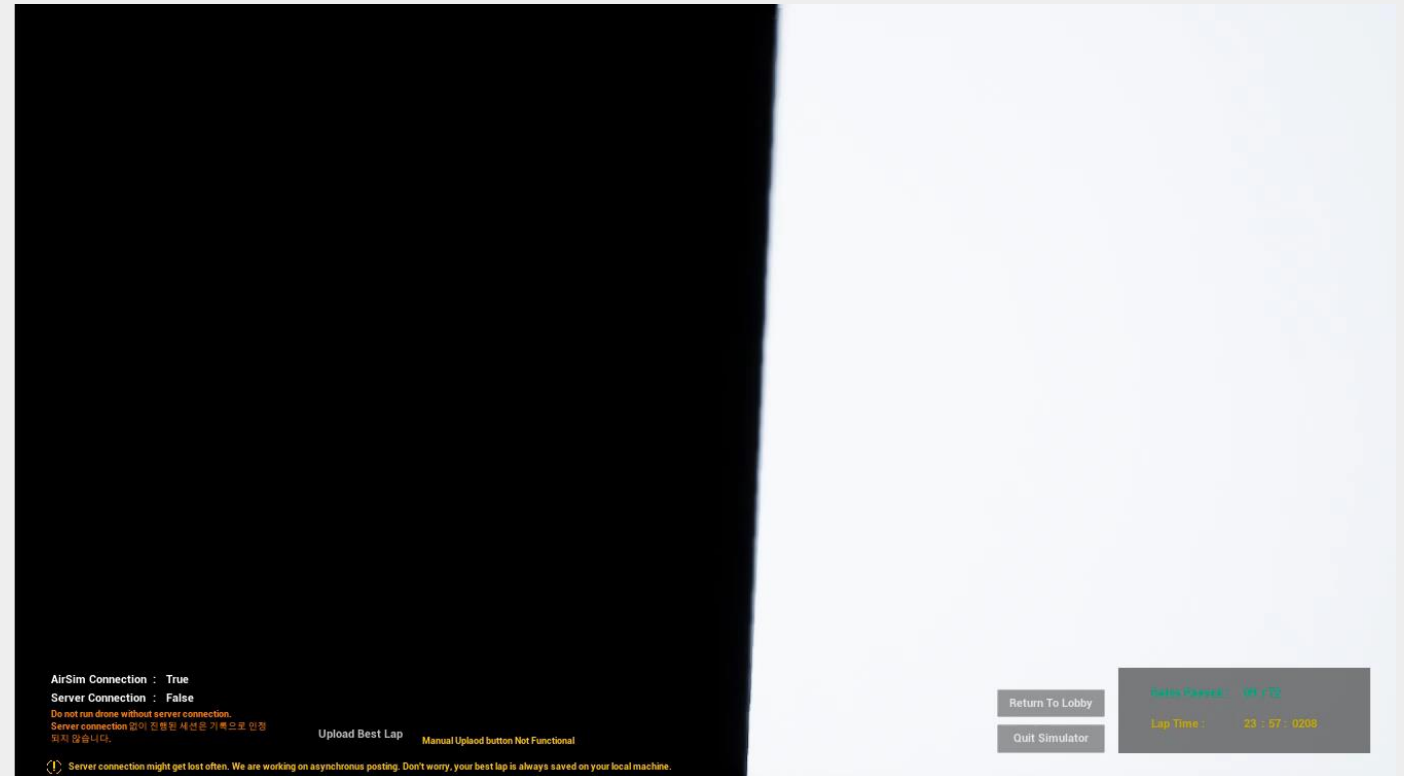 AirSim Connection : True
Server Connection : False
Do not run drone without server connection.
Server connection 없이 진행된 세션은 기록으로 인정
되지 않습니다.
Upload Best Lap
Manual Uplaod button Not Functional
Server connection might get lost often. We are working on asynchronus posting. Don't worry, your best lap is always saved on your local machine.
Return To Lobby
Quit Simulator
Lap Time : 23 : 57 : 0208